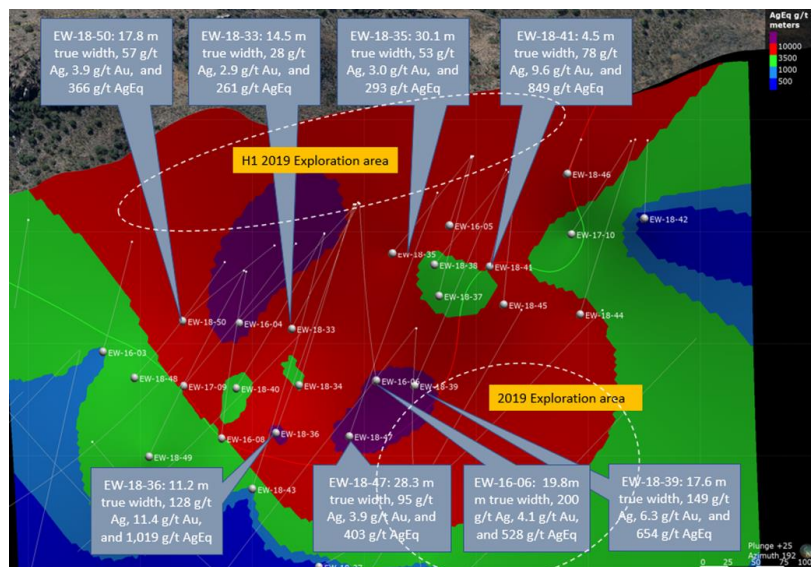 EW-18-50: 17.8 m
true width, 57 g/t
Ag, 3.9 g/t Au, and
366 g/t AgEq
EW-18-33: 14.5 m
true width, 28 g/t
Ag, 2.9 g/t Au, and
261 g/t AgEq
EW-18-35: 30.1 m
true width, 53 g/t
Ag, 3.0 g/t Au, and
293 g/t AgEq
EW-18-41: 4.5 m
true width, 78 g/t
Ag, 9.6 g/t Au, and
849 g/t AgEq
AgEq g/t
meters
10000
3500
1000
500
H1 2019 Exploration area
EW-18-46
EW-18-42
EW-16-05
EW-17-10
EW-18-35
EW-18-38
EW-18-41
EW-18-37
EW-18-45
EW-18-44
EW-18-50
EW-16-04
EW-18-33
EW-16-03
EW-18-48
EW-17-09
EW-18-40
EW-18-34
EW-16-06
EW-18-39
2019 Exploration area
EW-16-08
EW-18-36
EW-18-47
EW-18-49
EW-18-43
EW-18-36: 11.2 m
true width, 128 g/t
Ag, 11.4 g/t Au,
and 1,019 g/t AgEq
EW-18-47: 28.3 m
true width, 95 g/t
Ag, 3.9 g/t Au, and
403 g/t AgEq
EW-16-06: 19.8m
m true width, 200
g/t Ag, 4.1 g/t Au,
and 528 g/t AgEq
EW-18-39: 17.6 m
true width, 149 g/t
Ag, 6.3 g/t Au, and
654 g/t AgEq
Plunge +25
Azimuth 192
0 25 50 75 100